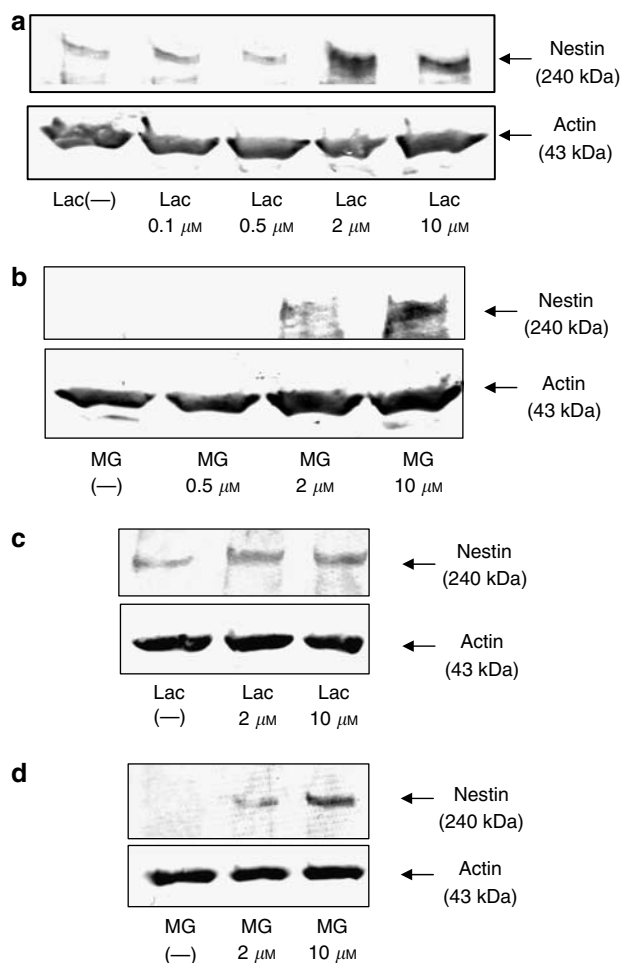 a
Nestin
(240 kDa)
Actin
(43 kDa)
Lac(—) Lac Lac Lac Lac
0.1 μM 0.5 μM 2 μM 10 μM
b
Nestin
(240 kDa)
Actin
(43 kDa)
MG MG MG MG
(—) 0.5 μM 2 μM 10 μM
c
Nestin
(240 kDa)
Actin
(43 kDa)
Lac Lac Lac
(—) 2 μM 10 μM
d
Nestin
(240 kDa)
Actin
(43 kDa)
MG MG MG
(—) 2 μM 10 μM